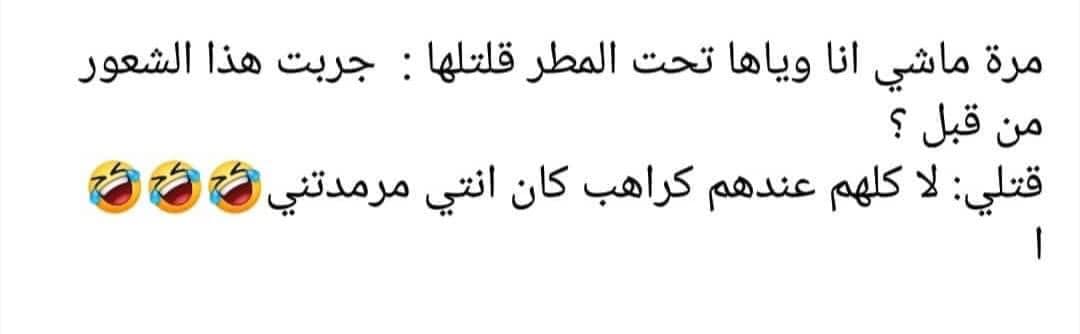 مرة ماشي انا وياها تحت المطر قلتلها : جربت هذا الشعور
من قبل ؟
قتلي: لا كلهم عندهم كراهب كان انتي مرمدتني🤣🤣🤣
ا